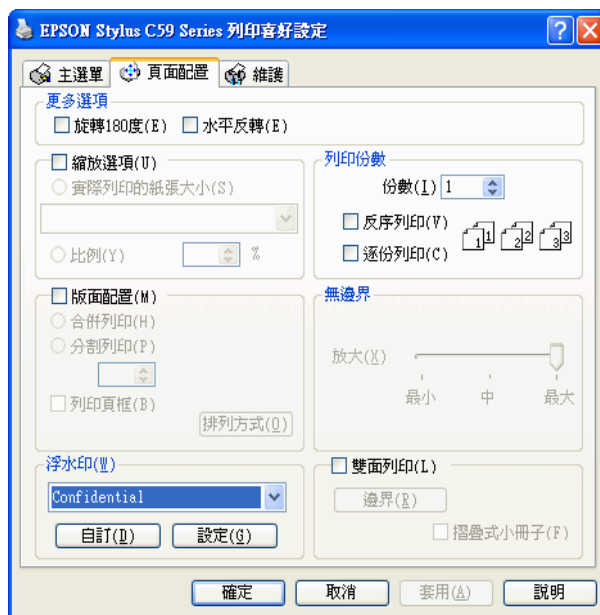 EPSON Stylus C59 Series 列印喜好設定
主選單 頁面配置 維護
更多選項
旋轉180度(E) 水平反轉(E)
縮放選項(U)
實際列印的紙張大小(S)
比例(Y) %
列印份數
份數(I) 1
反序列印(V)
逐份列印(C)
1 1 2 2 3 3
版面配置(M)
合併列印(H)
分割列印(P)
列印頁框(B)
排列方式(O)
無邊界
放大(X)
最小 中 最大
浮水印(W)
Confidential
自訂(D) 設定(G)
雙面列印(L)
邊界(R)
摺疊式小冊子(F)
確定 取消 套用(A) 說明